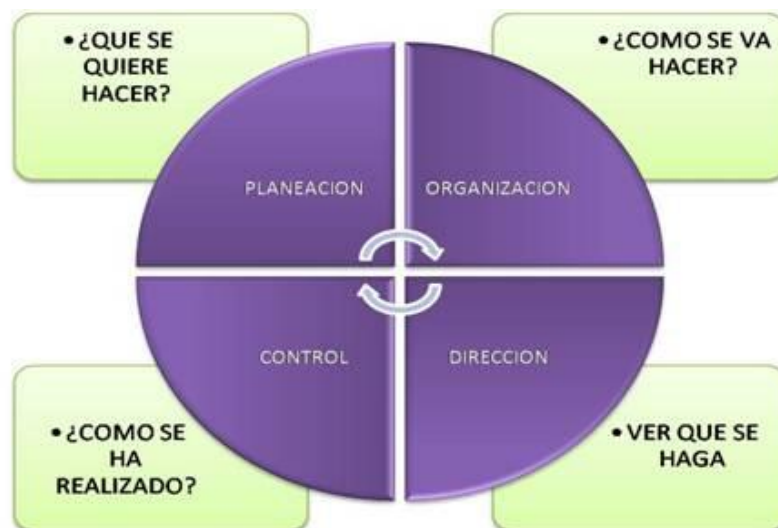 • ¿QUE SE
QUIERE
HACER?
• ¿COMO SE VA
HACER?
PLANEACION
ORGANIZACION
CONTROL
DIRECCION
• ¿COMO SE
HA
REALIZADO?
• VER QUE SE
HAGA